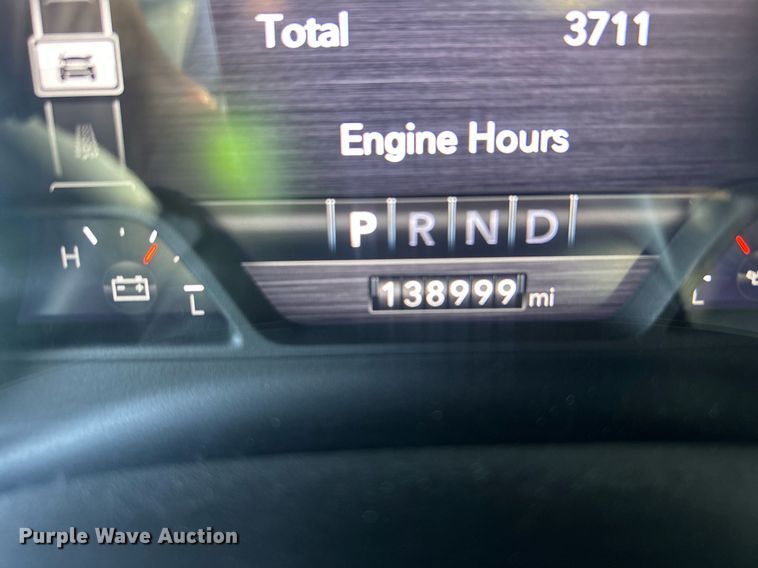 Total 3711
Engine Hours
P R N D
H
138999 mi
L
L
Purple Wave Auction